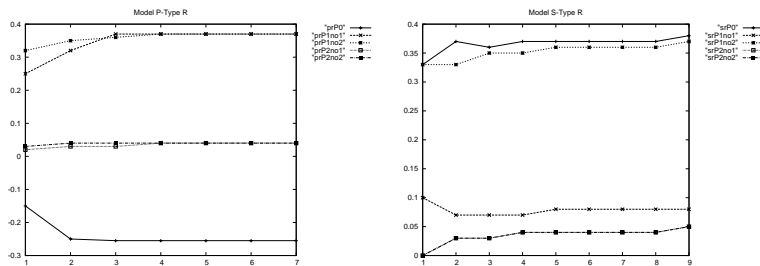 Model P-Type R
"prP0"
"prP1no1"
"prP1no2"
"prP2no1"
"prP2no2"
0.4
0.3
0.2
0.1
0
-0.1
-0.2
-0.3
1 2 3 4 5 6 7
Model S-Type R
"srP0"
"srP1no1"
"srP1no2"
"srP2no1"
"srP2no2"
0.4
0.35
0.3
0.25
0.2
0.15
0.1
0.05
0
1 2 3 4 5 6 7 8 9